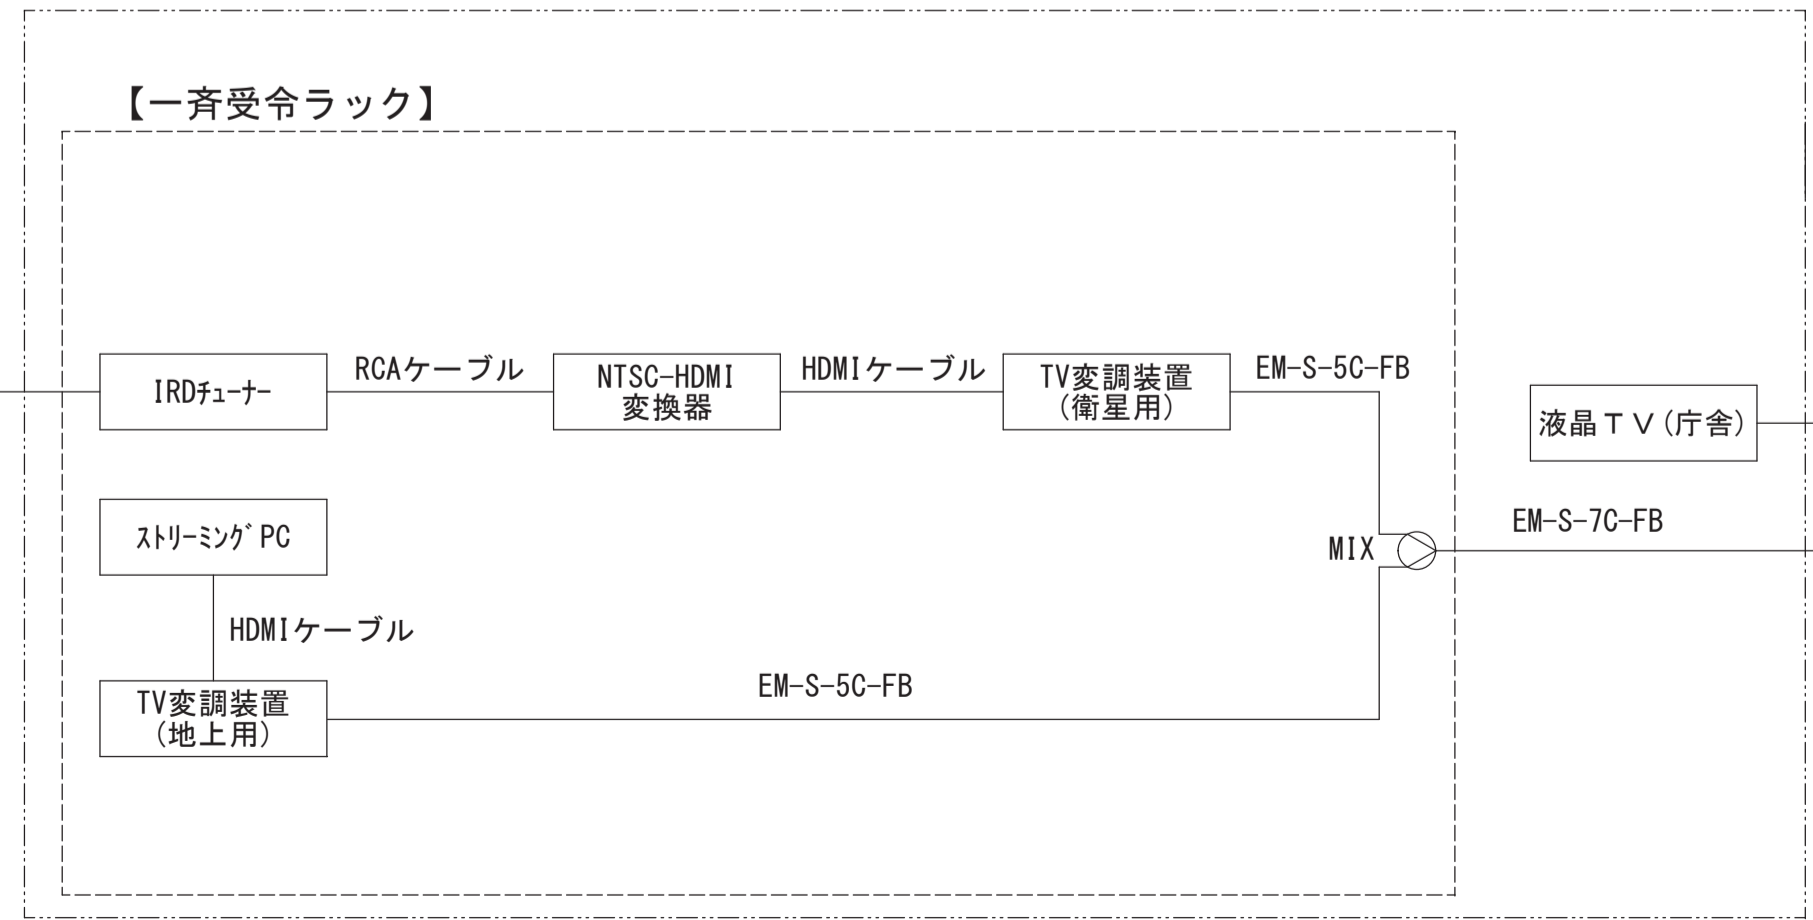 【一斉受令ラック】
IRDﾁｭｰﾅｰ
RCAケーブル
NTSC-HDMI
変換器
HDMIケーブル
TV変調装置
(衛星用)
EM-S-5C-FB
液晶ＴＶ(庁舎)
ｽﾄﾘｰﾐﾝｸﾞPC
MIX
EM-S-7C-FB
HDMIケーブル
TV変調装置
(地上用)
EM-S-5C-FB